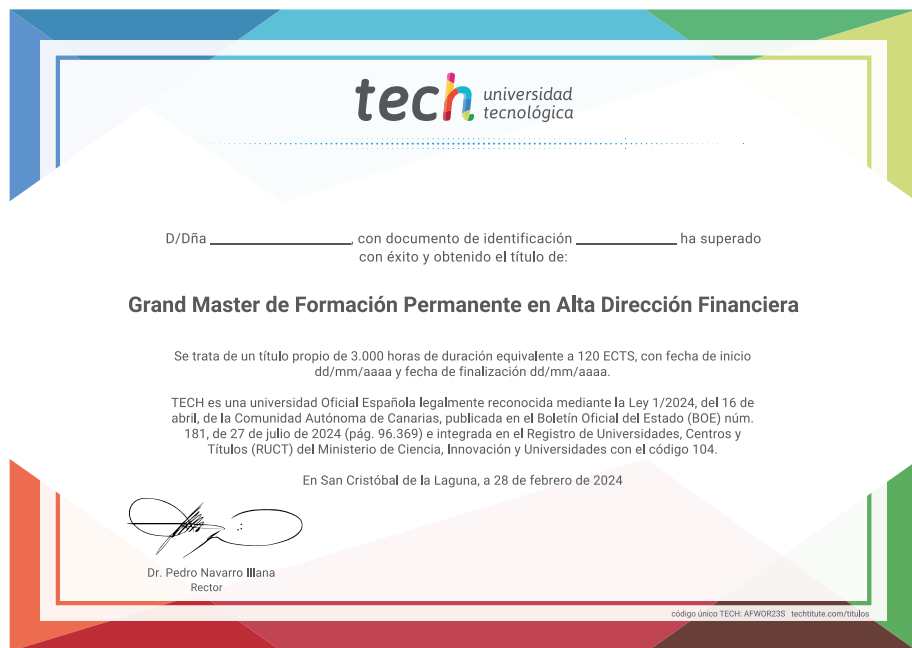 tech universidad
tecnológica
D/Dña ________________, con documento de identificación ____________ ha superado
con éxito y obtenido el título de:
Grand Master de Formación Permanente en Alta Dirección Financiera
Se trata de un título propio de 3.000 horas de duración equivalente a 120 ECTS, con fecha de inicio
dd/mm/aaaa y fecha de finalización dd/mm/aaaa.
TECH es una universidad Oficial Española legalmente reconocida mediante la Ley 1/2024, del 16 de
abril, de la Comunidad Autónoma de Canarias, publicada en el Boletín Oficial del Estado (BOE) núm.
181, de 27 de julio de 2024 (pág. 96.369) e integrada en el Registro de Universidades, Centros y
Títulos (RUCT) del Ministerio de Ciencia, Innovación y Universidades con el código 104.
En San Cristóbal de la Laguna, a 28 de febrero de 2024
Dr. Pedro Navarro Illana
Rector
código único TECH: AFWOR23S techtitute.com/titulos